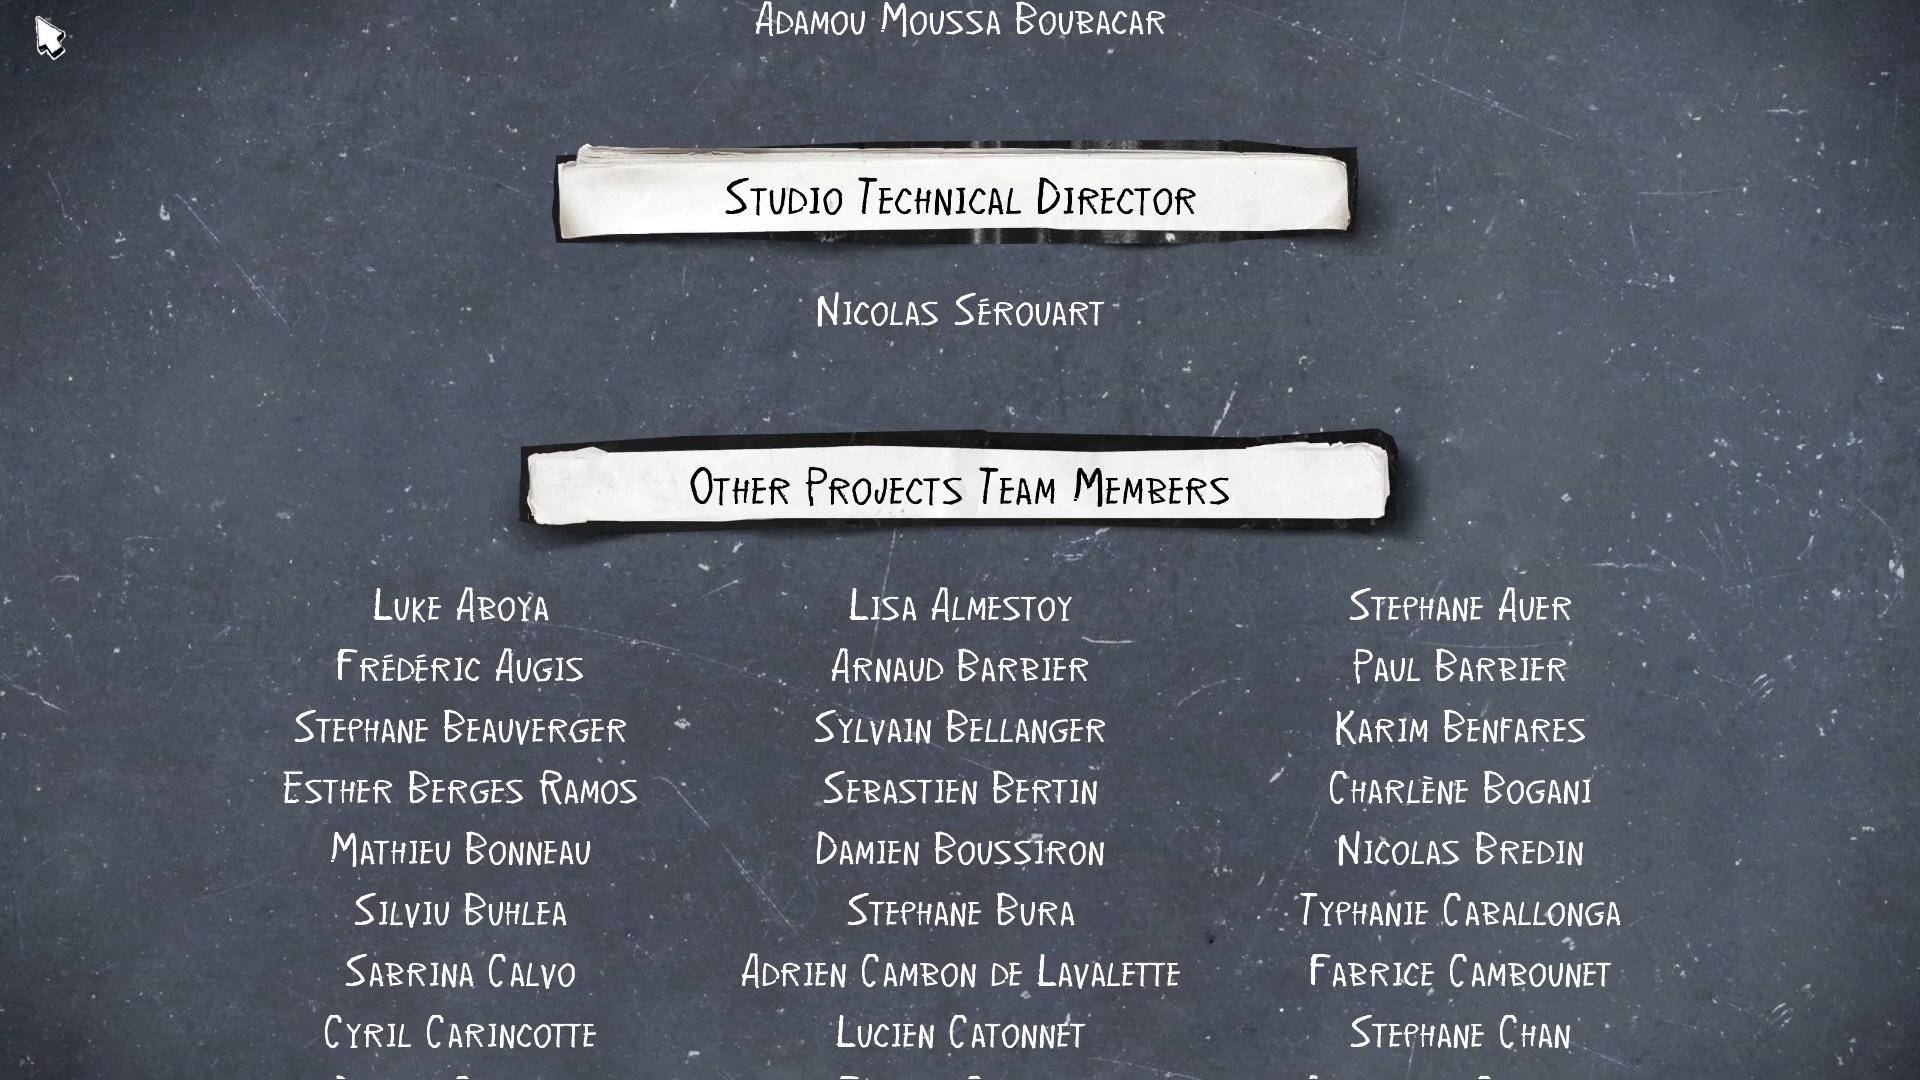 Adamou Moussa Boubacar
Studio Technical Director
Nicolas Sérouart
Other Projects Team Members
Luke Aboya Lisa Almestoy Stephane Auer
Frédéric Augis Arnaud Barbier Paul Barbier
Stephane Beauverger Sylvain Bellanger Karim Benfares
Esther Berges Ramos Sebastien Bertin Charlène Bogani
Mathieu Bonneau Damien Boussiron Nicolas Bredin
Silviu Buhlea Stephane Bura Typhanie Caballonga
Sabrina Calvo Adrien Cambon de Lavalette Fabrice Cambounet
Cyril Carincotte Lucien Catonnet Stephane Chan